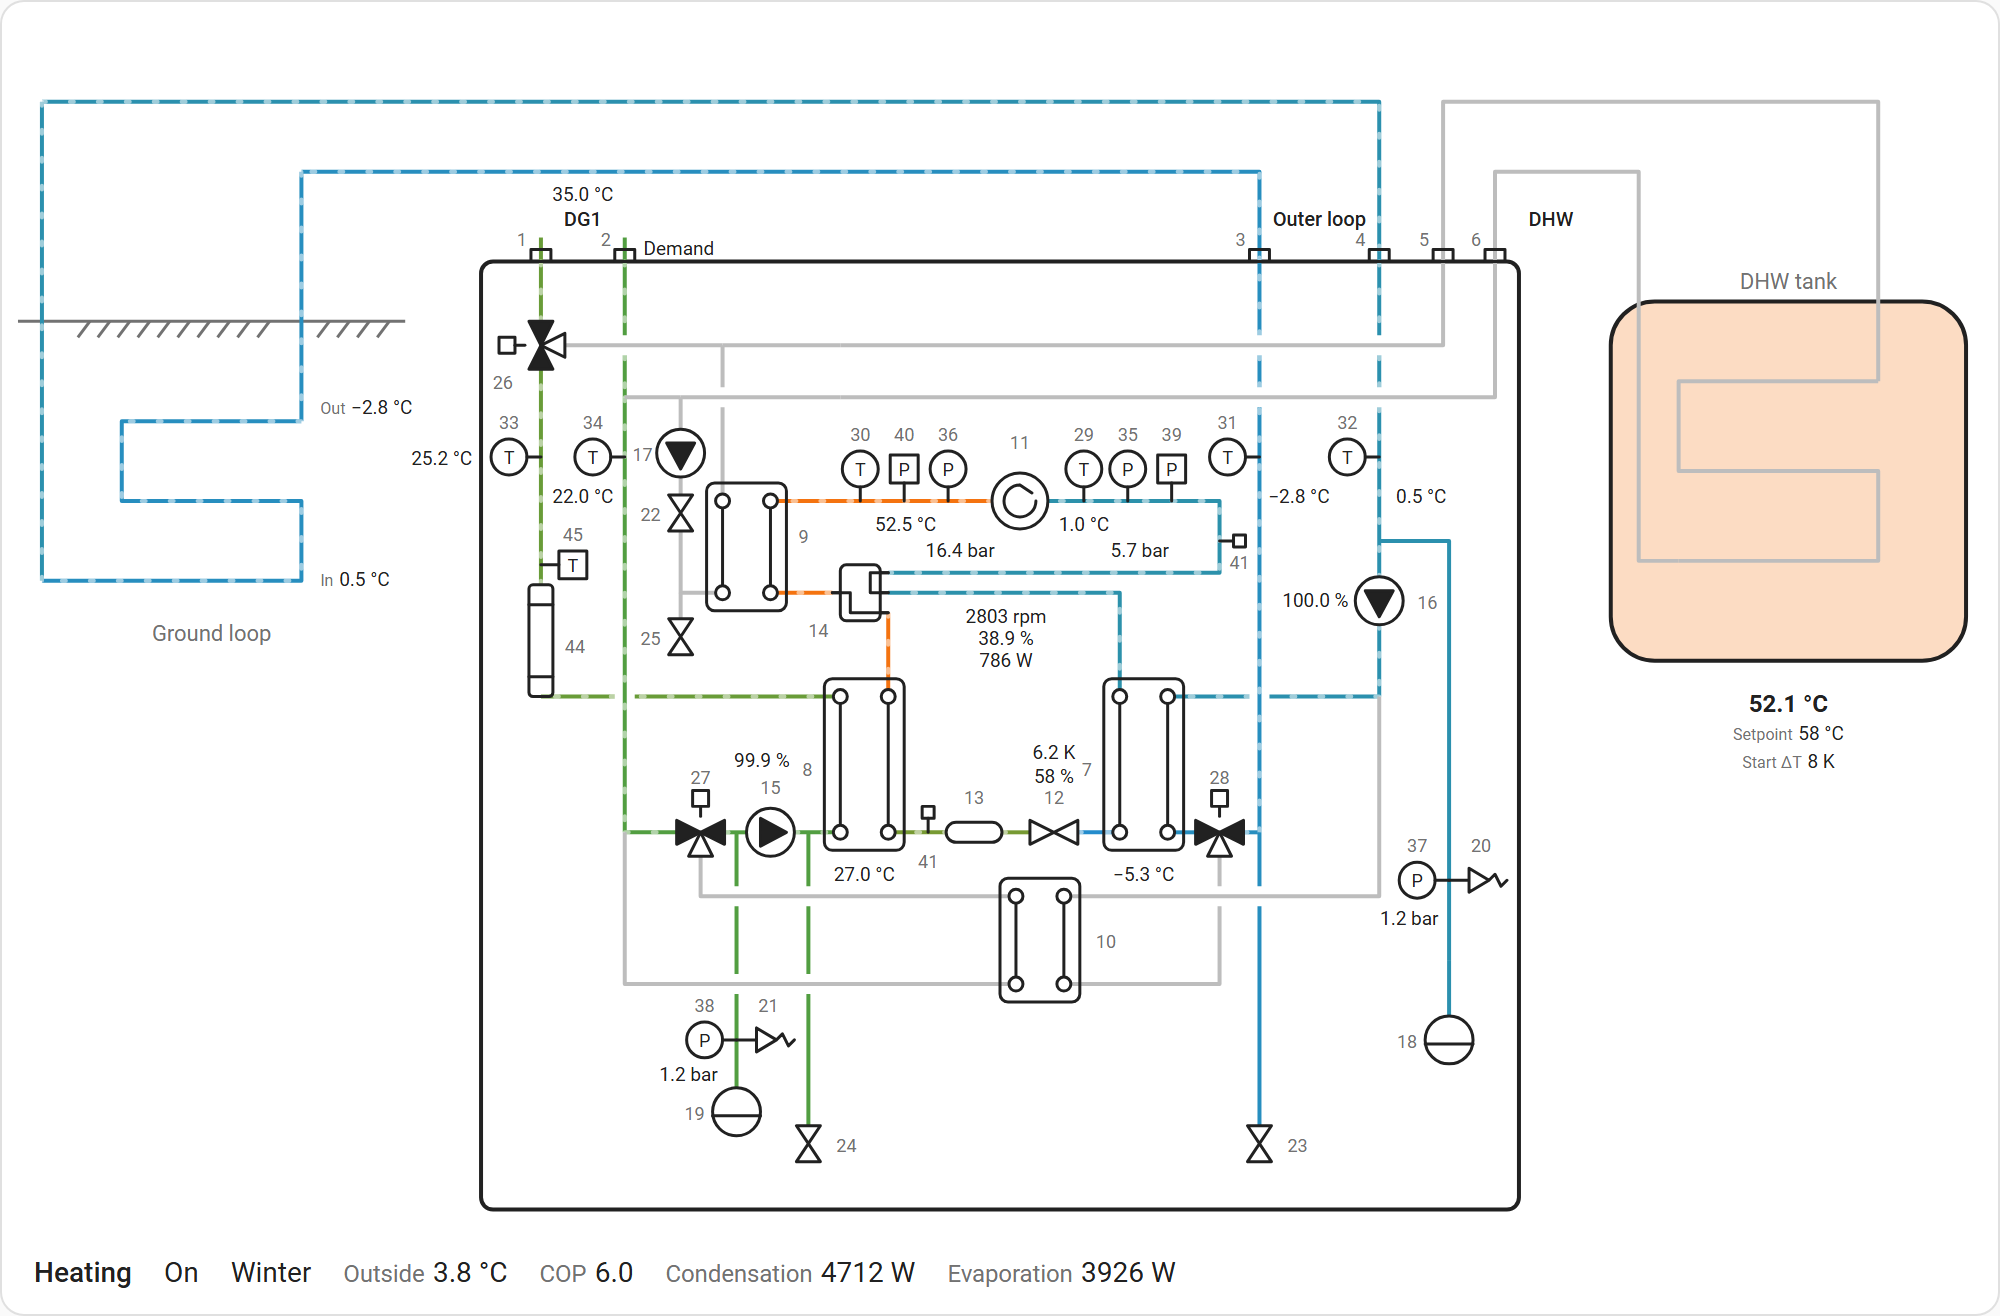 35.0 °C
DG1
Outer loop
DHW
1
2
Demand
3
4
5
6
DHW tank
26
Out −2.8 °C
33
34
17
30
40
36
11
29
35
39
31
32
T
T
T
P
P
T
P
P
T
T
25.2 °C
22.0 °C
22
52.5 °C
1.0 °C
−2.8 °C
0.5 °C
45
9
16.4 bar
5.7 bar
T
41
In 0.5 °C
100.0 %
16
Ground loop
44
25
14
2803 rpm
38.9 %
786 W
52.1 °C
Setpoint 58 °C
Start ΔT 8 K
99.9 %
8
6.2 K
58 %
7
27
15
13
12
28
27.0 °C
41
−5.3 °C
37
20
P
1.2 bar
10
38
21
P
1.2 bar
18
19
24
23
Heating On Winter Outside 3.8 °C COP 6.0 Condensation 4712 W Evaporation 3926 W